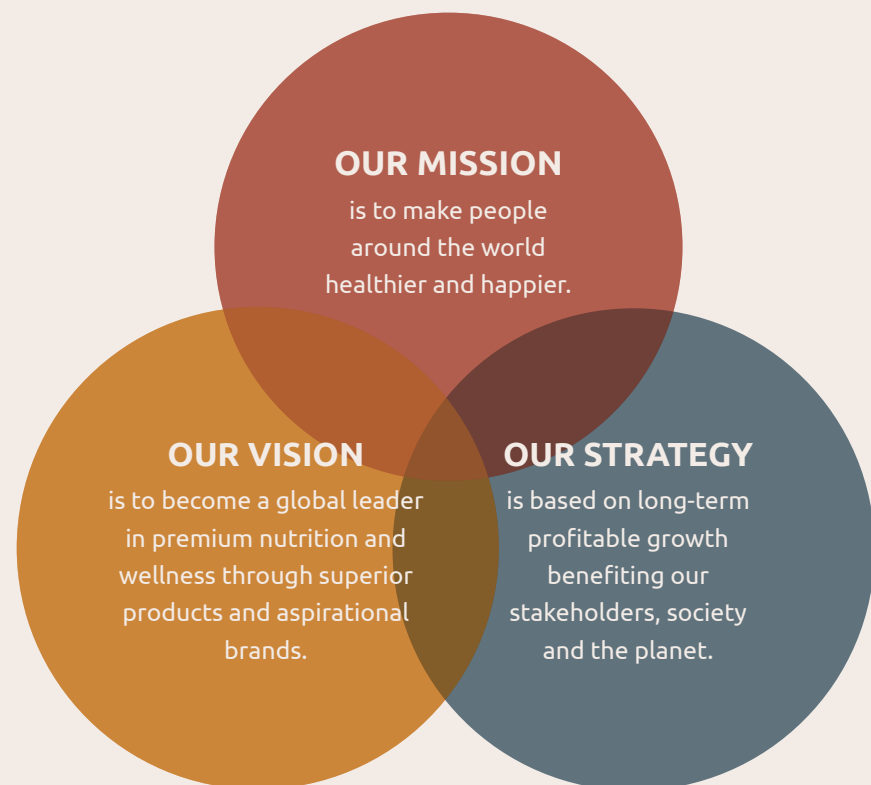 OUR MISSION
is to make people
around the world
healthier and happier.
OUR VISION
is to become a global leader
in premium nutrition and
wellness through superior
products and aspirational
brands.
OUR STRATEGY
is based on long-term
profitable growth
benefiting our
stakeholders, society
and the planet.